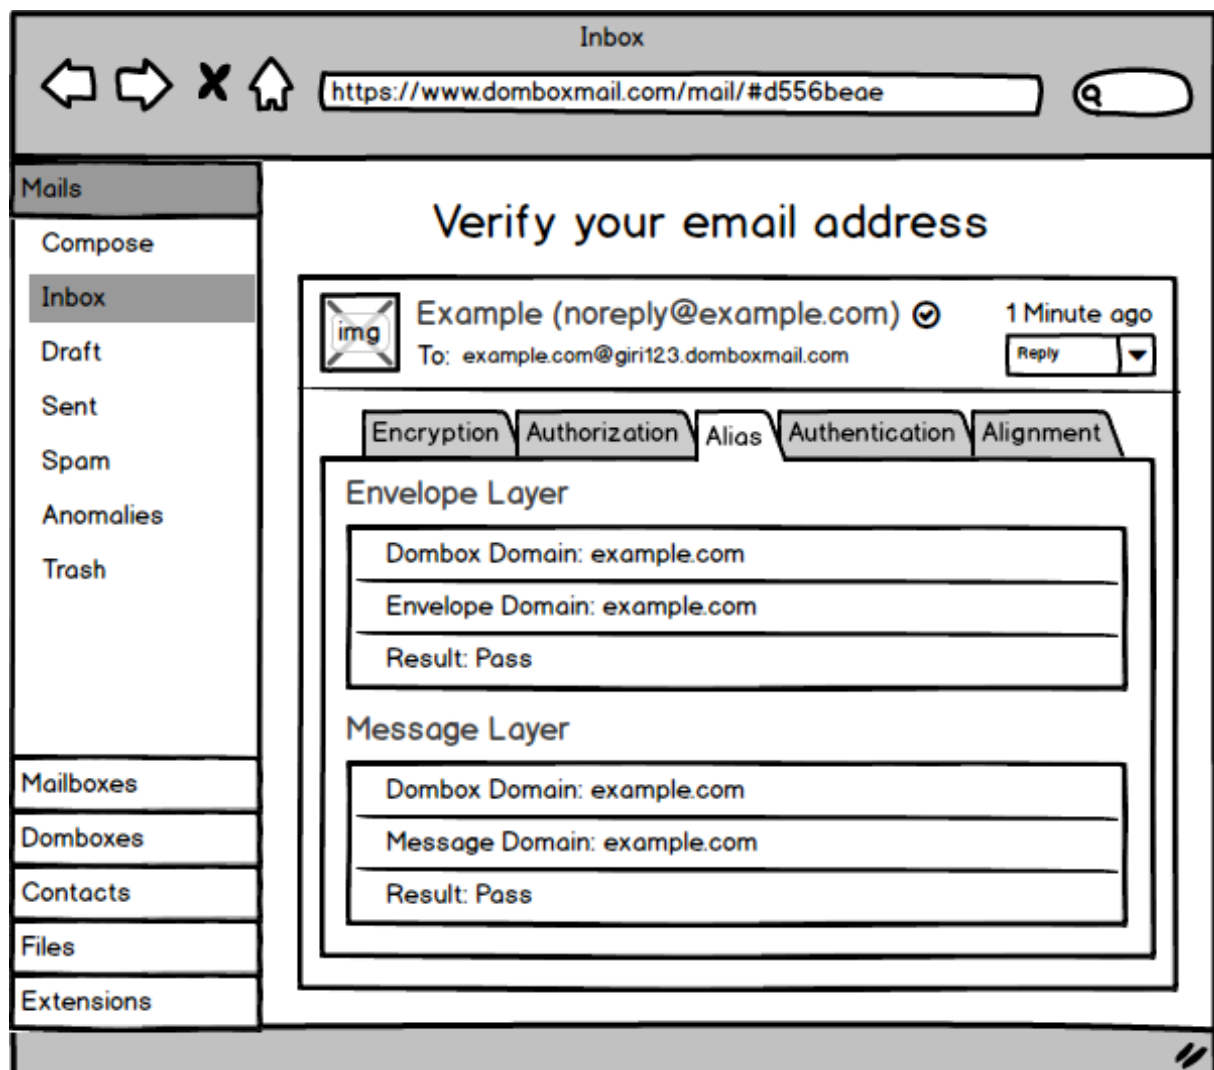 Inbox
https://www.domboxmail.com/mail/#d556beae
Mails
Compose
Inbox
Draft
Sent
Spam
Anomalies
Trash
Mailboxes
Domboxes
Contacts
Files
Extensions
Verify your email address
img
Example (noreply@example.com)
1 Minute ago
To: example.com@giri123.domboxmail.com
Reply
Encryption Authorization Alias Authentication Alignment
Envelope Layer
Dombox Domain: example.com
Envelope Domain: example.com
Result: Pass
Message Layer
Dombox Domain: example.com
Message Domain: example.com
Result: Pass